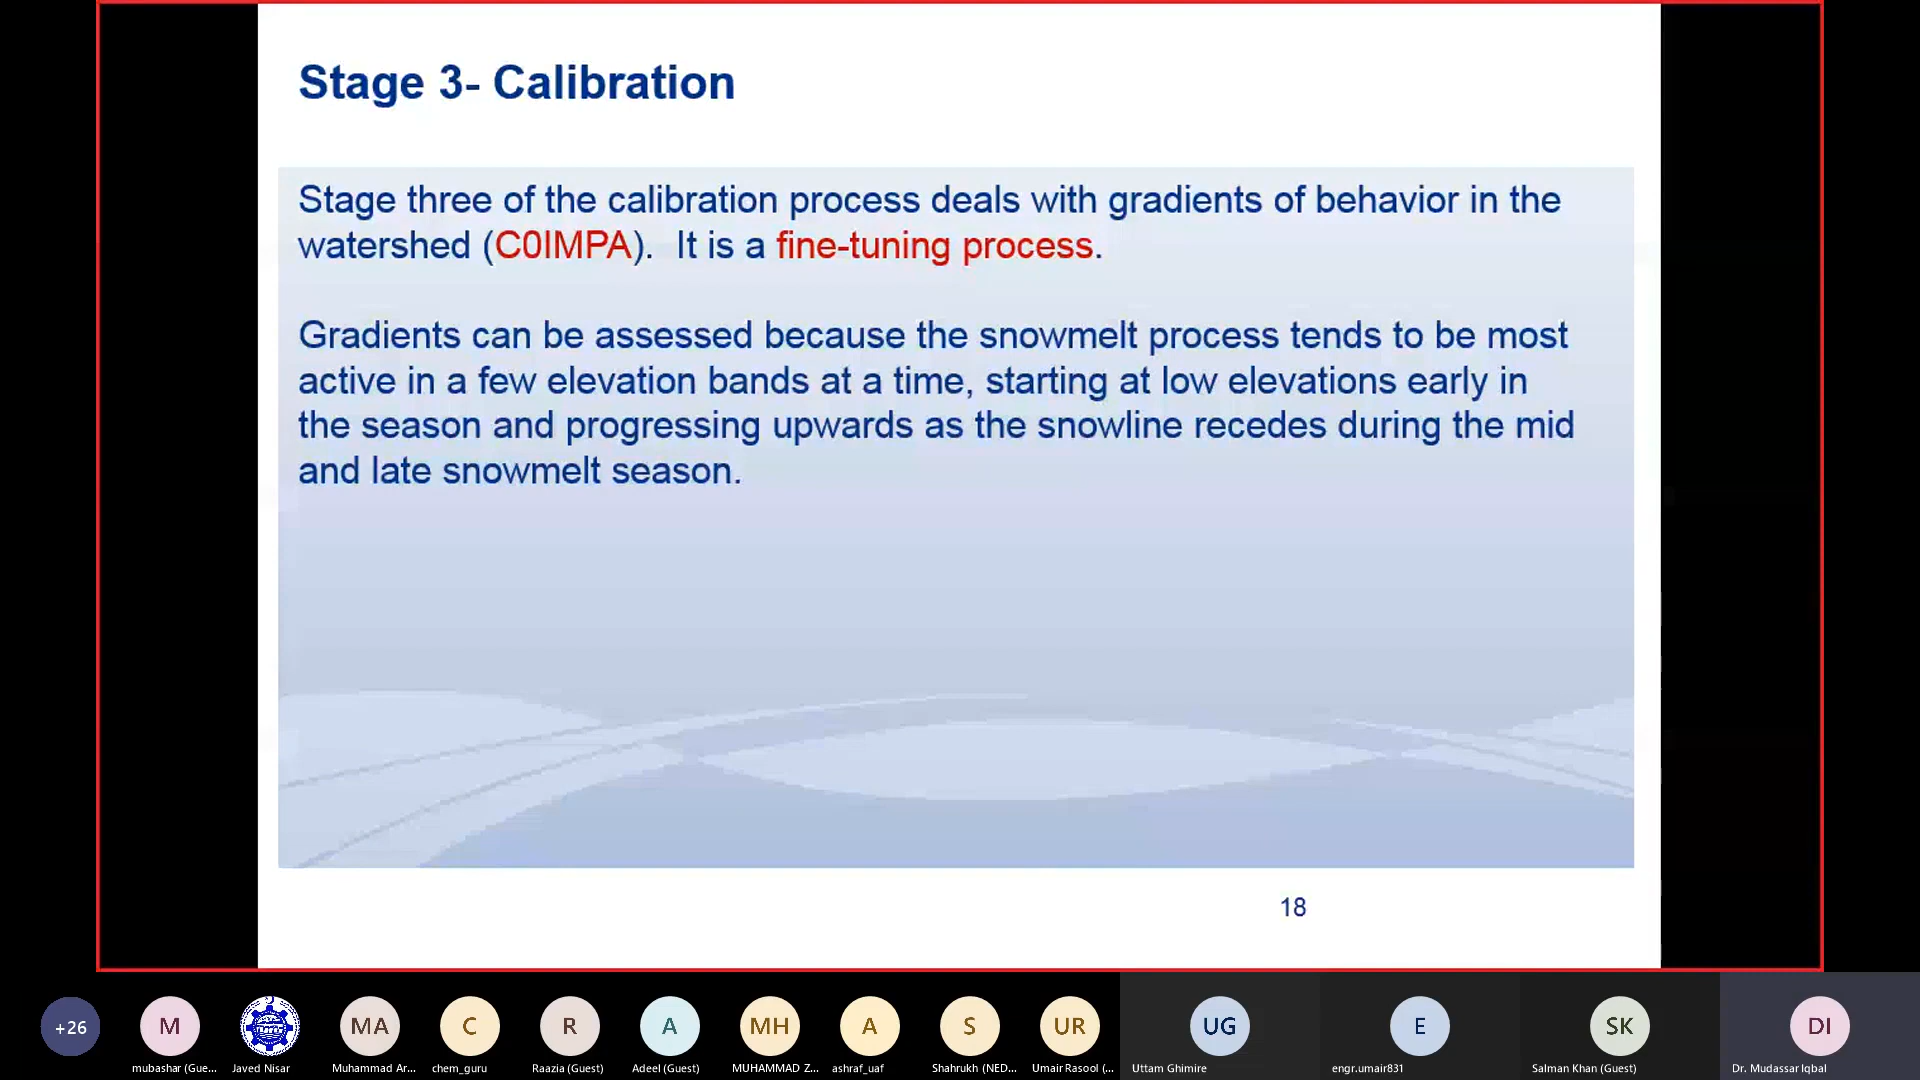 Stage 3- Calibration
Stage three of the calibration process deals with gradients of behavior in the
watershed (C0IMPA).  It is a fine-tuning process.
Gradients can be assessed because the snowmelt process tends to be most
active in a few elevation bands at a time, starting at low elevations early in
the season and progressing upwards as the snowline recedes during the mid
and late snowmelt season.
18
+26
M
MA
C
R
A
MH
A
S
UR
UG
E
SK
DI
mubashar (Gue...
Javed Nisar
Muhammad Ar...
chem_guru
Raazia (Guest)
Adeel (Guest)
MUHAMMAD Z...
ashraf_uaf
Shahrukh (NED...
Umair Rasool (...
Uttam Ghimire
engr.umair831
Salman Khan (Guest)
Dr. Mudassar Iqbal